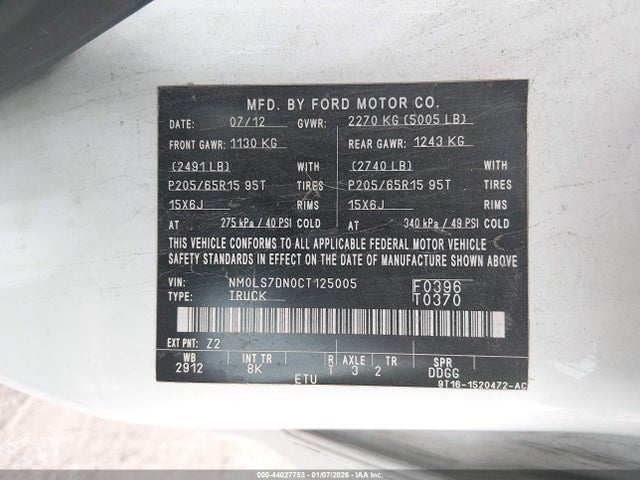 MFD. BY FORD MOTOR CO.
DATE: 07/12 GVWR: 2270 KG (5005 LB)
FRONT GAWR: 1130 KG REAR GAWR: 1243 KG
(2491 LB) WITH (2740 LB) WITH
P205/65R15 95T TIRES P205/65R15 95T TIRES
15X6J RIMS 15X6J RIMS
AT 275 kPa / 40 PSI COLD AT 340 kPa / 49 PSI COLD
THIS VEHICLE CONFORMS TO ALL APPLICABLE FEDERAL MOTOR VEHICLE
SAFETY STANDARDS IN EFFECT ON THE DATE OF MANUFACTURE SHOWN ABOVE.
VIN: NM0LS7DN0CT125005 F0396
TYPE: TRUCK T0370
EXT PNT: Z2
WB INT TR R AXLE TR SPR
2912 8K T 3 2 DDGG
ETU 9T16-1520472-AC
000-44027753 - 01/07/2026 - IAA Inc.